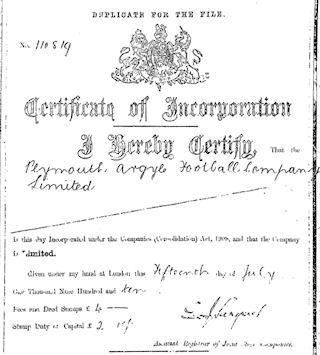 DUPLICATE FOR THE FILE.
No. 110819
Certificate of Incorporation
I Hereby Certify, That the
Plymouth Argyle Football Company
Limited
Is this day Incorporated under the Companies (Consolidation) Act, 1908, and that the Company
is Limited.
Given under my hand at London this Fifteenth day of July
One Thousand Nine Hundred and ten
Fees and Deed Stamps £ 4
Stamp Duty on Capital £ 2
Assistant Registrar of Joint Stock Companies.